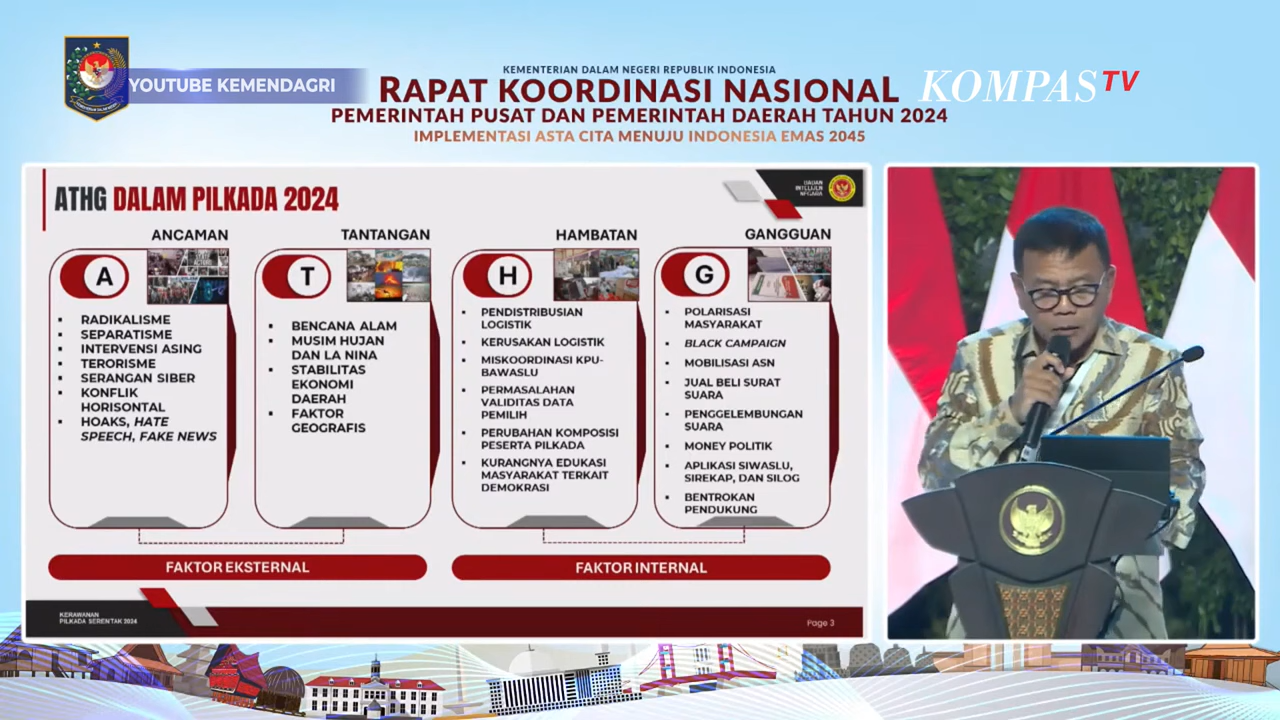 YOUTUBE KEMENDAGRI
KEMENTERIAN DALAM NEGERI REPUBLIK INDONESIA
RAPAT KOORDINASI NASIONAL
PEMERINTAH PUSAT DAN PEMERINTAH DAERAH TAHUN 2024
IMPLEMENTASI ASTA CITA MENUJU INDONESIA EMAS 2045
KOMPAS TV
ATHG DALAM PILKADA 2024
BADAN
INTELIJEN
NEGARA
ANCAMAN
A
RADIKALISME
SEPARATISME
INTERVENSI ASING
TERORISME
SERANGAN SIBER
KONFLIK
HORISONTAL
HOAKS, HATE
SPEECH, FAKE NEWS
TANTANGAN
T
BENCANA ALAM
MUSIM HUJAN
DAN LA NINA
STABILITAS
EKONOMI
DAERAH
FAKTOR
GEOGRAFIS
HAMBATAN
H
PENDISTRIBUSIAN
LOGISTIK
KERUSAKAN LOGISTIK
MISKOORDINASI KPU-
BAWASLU
PERMASALAHAN
VALIDITAS DATA
PEMILIH
PERUBAHAN KOMPOSISI
PESERTA PILKADA
KURANGNYA EDUKASI
MASYARAKAT TERKAIT
DEMOKRASI
GANGGUAN
G
POLARISASI
MASYARAKAT
BLACK CAMPAIGN
MOBILISASI ASN
JUAL BELI SURAT
SUARA
PENGGELEMBUNGAN
SUARA
MONEY POLITIK
APLIKASI SIWASLU,
SIREKAP, DAN SILOG
BENTROKAN
PENDUKUNG
FAKTOR EKSTERNAL
FAKTOR INTERNAL
KERAWANAN
PILKADA SERENTAK 2024
Page 3